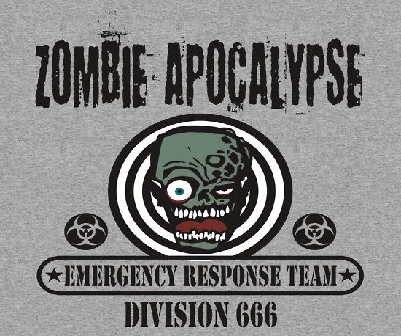 ZOMBIE APOCALYPSE
EMERGENCY RESPONSE TEAM
DIVISION 666